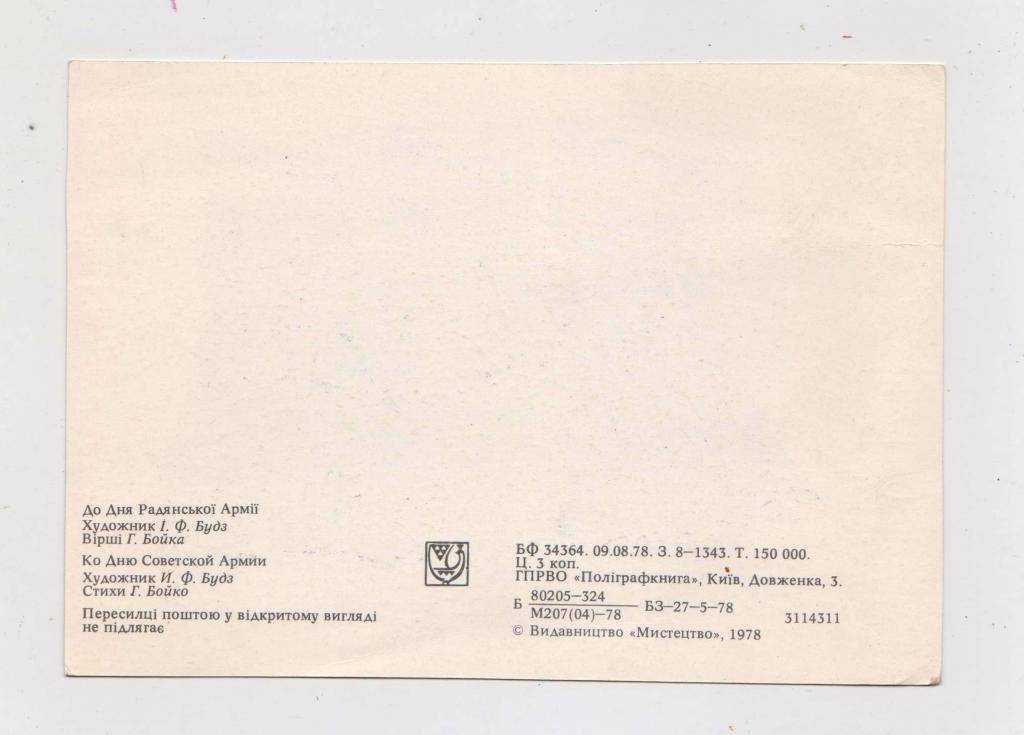 До Дня Радянської Армії
Художник І. Ф. Будз
Вірші Г. Бойка
Ко Дню Советской Армии
Художник И. Ф. Будз
Стихи Г. Бойко
Пересилці поштою у відкритому вигляді
не підлягає
БФ 34364. 09.08.78. З. 8—1343. Т. 150 000.
Ц. 3 коп.
ГПРВО «Поліграфкнига», Київ, Довженка, 3.
80205—324
Б ———— БЗ—27—5—78
М207(04)—78
3114311
© Видавництво «Мистецтво», 1978